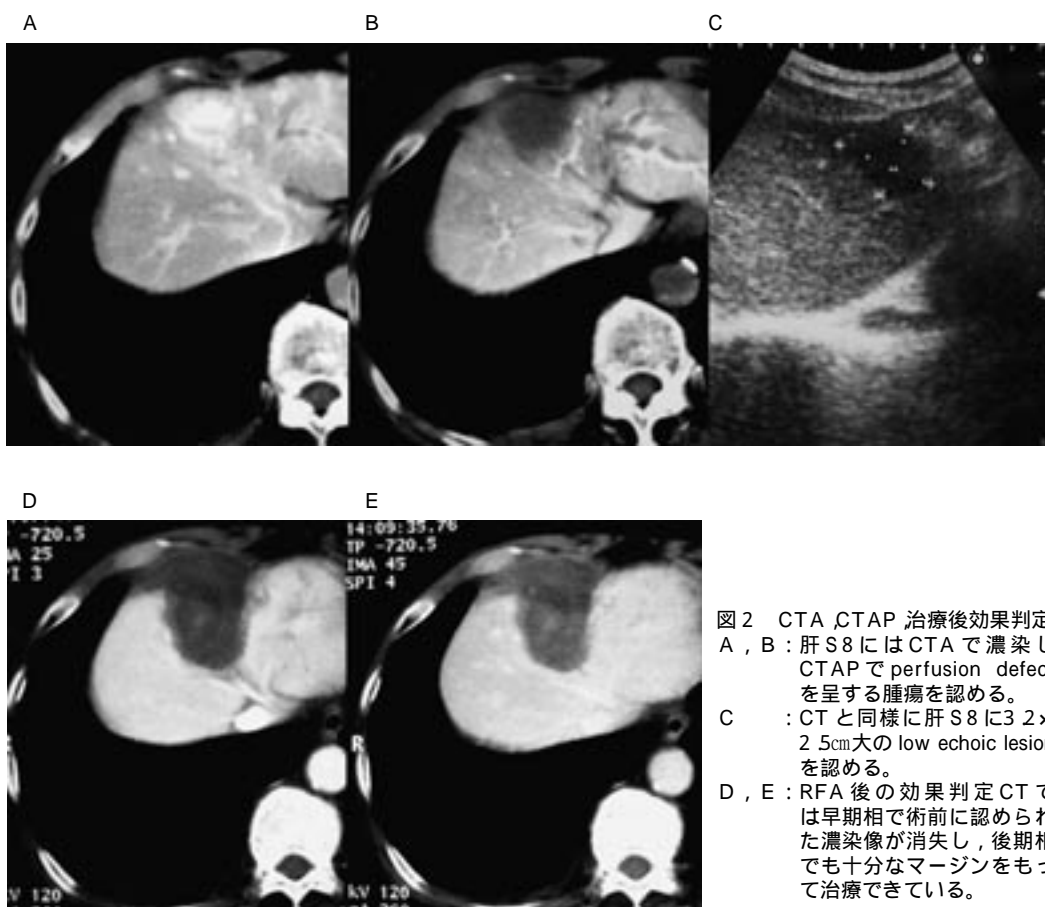 A B C
D E
-720.5
A 25
I 3
14:09:35.76
TP -720.5
IMA 45
SPI 4
R
kV 120
図2 CTA,CTAP,治療後効果判定
A,B:肝S8にはCTAで濃染し
CTAPでperfusion defec
を呈する腫瘍を認める。
C :CTと同様に肝S8に3 2×
2 5cm大のlow echoic lesion
を認める。
D,E:RFA後の効果判定CTで
は早期相で術前に認められ
た濃染像が消失し,後期相
でも十分なマージンをもっ
て治療できている。